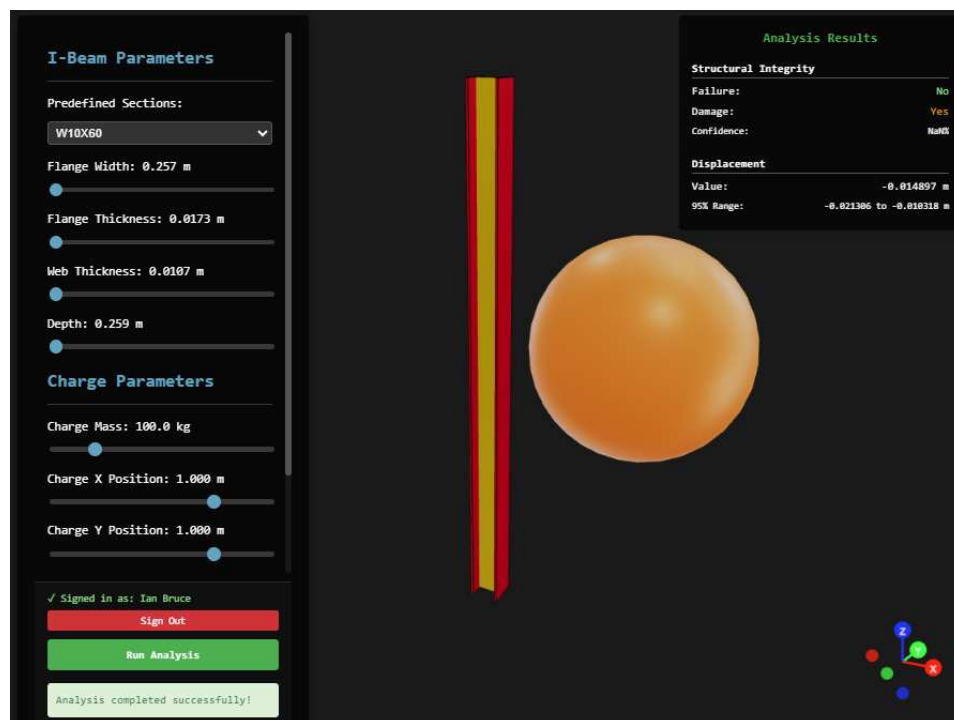 I-Beam Parameters
Predefined Sections:
W10X60
Flange Width: 0.257 m
Flange Thickness: 0.0173 m
Web Thickness: 0.0107 m
Depth: 0.259 m
Charge Parameters
Charge Mass: 100.0 kg
Charge X Position: 1.000 m
Charge Y Position: 1.000 m
✓ Signed in as: Ian Bruce
Sign Out
Run Analysis
Analysis completed successfully!
Analysis Results
Structural Integrity
Failure: No
Damage: Yes
Confidence: NaN%
Displacement
Value: -0.014897 m
95% Range: -0.021306 to -0.010318 m
Z
Y
X